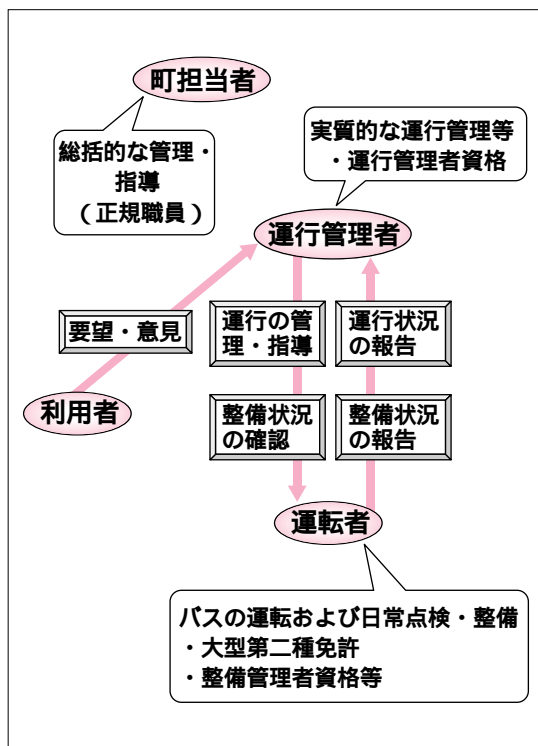 町担当者
総括的な管理・
指導
(正規職員)
実質的な運行管理等
・運行管理者資格
運行管理者
要望・意見
運行の管
理・指導
運行状況
の報告
利用者
整備状況
の確認
整備状況
の報告
運転者
バスの運転および日常点検・整備
・大型第二種免許
・整備管理者資格等